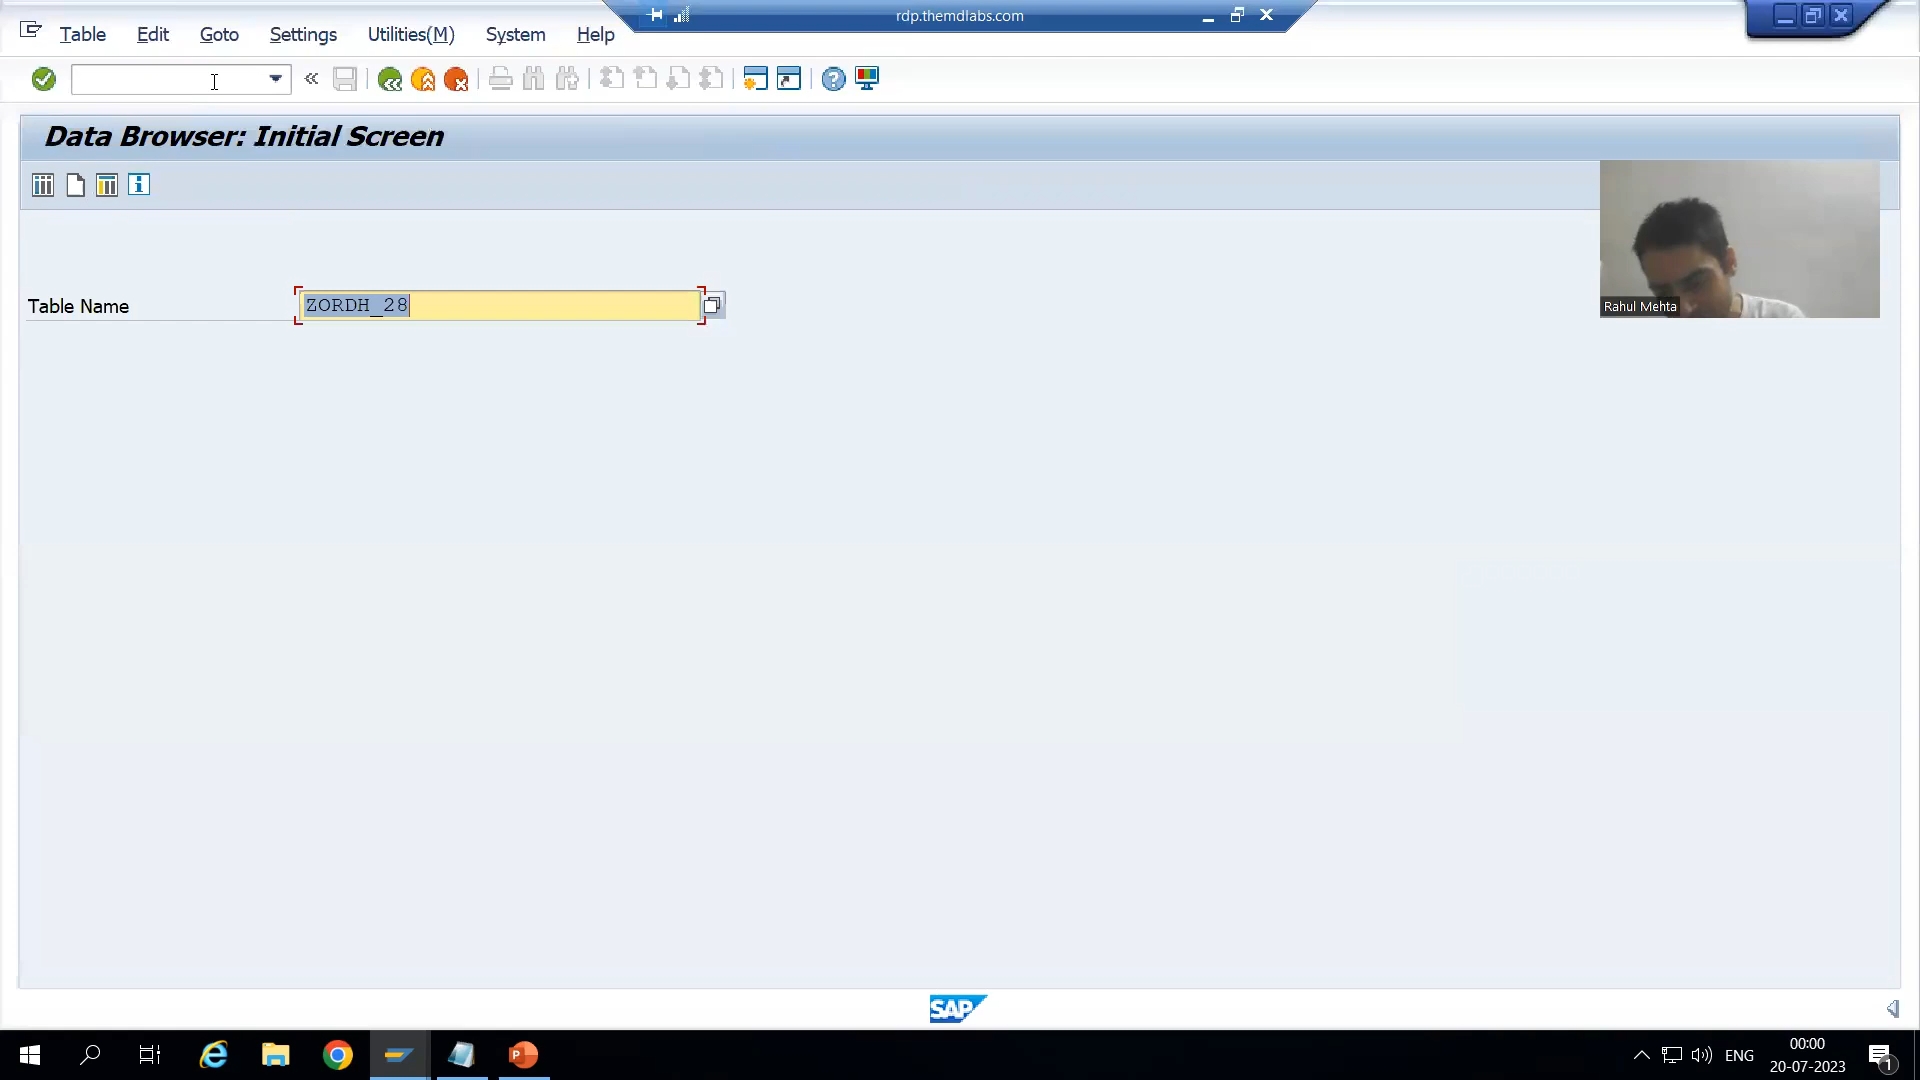 rdp.themdlabs.com
Table Edit Goto Settings Utilities(M) System Help
Data Browser: Initial Screen
Table Name ZORDH_28
Rahul Mehta
SAP
ENG
00:00
20-07-2023
1